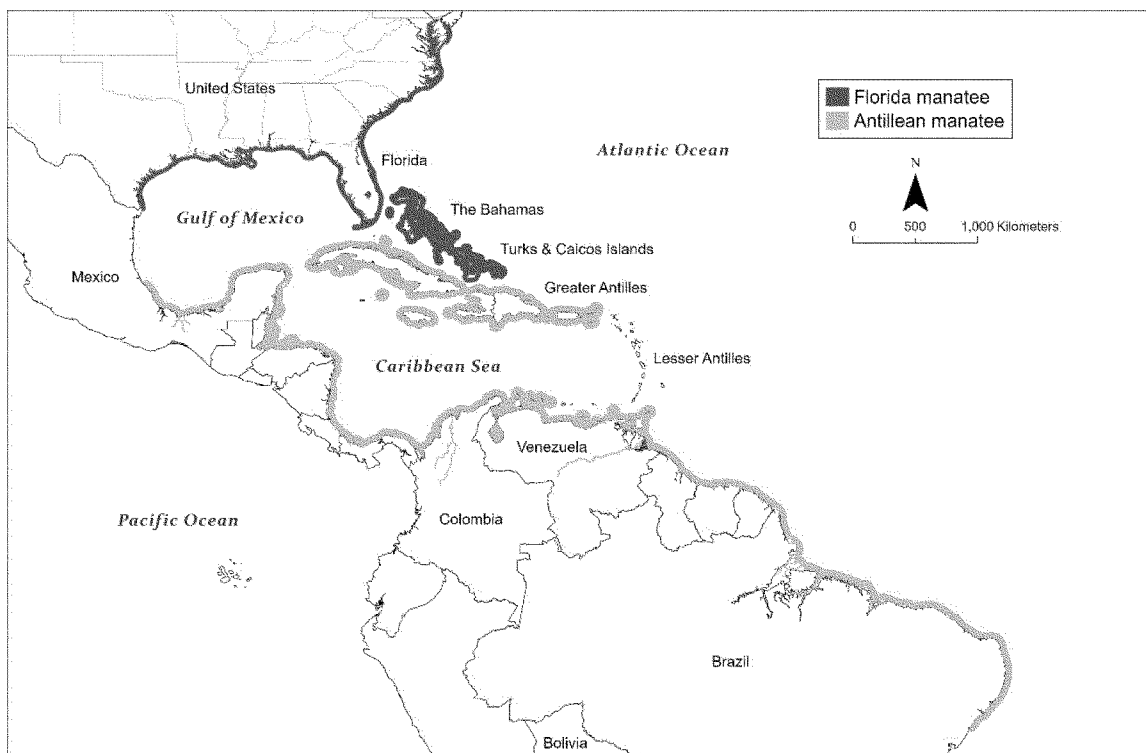 United States
Florida manatee
Antillean manatee
Florida
Atlantic Ocean
N
The Bahamas
Gulf of Mexico
0 500 1,000 Kilometers
Turks & Caicos Islands
Mexico
Greater Antilles
Lesser Antilles
Caribbean Sea
Venezuela
Pacific Ocean
Colombia
Brazil
Bolivia